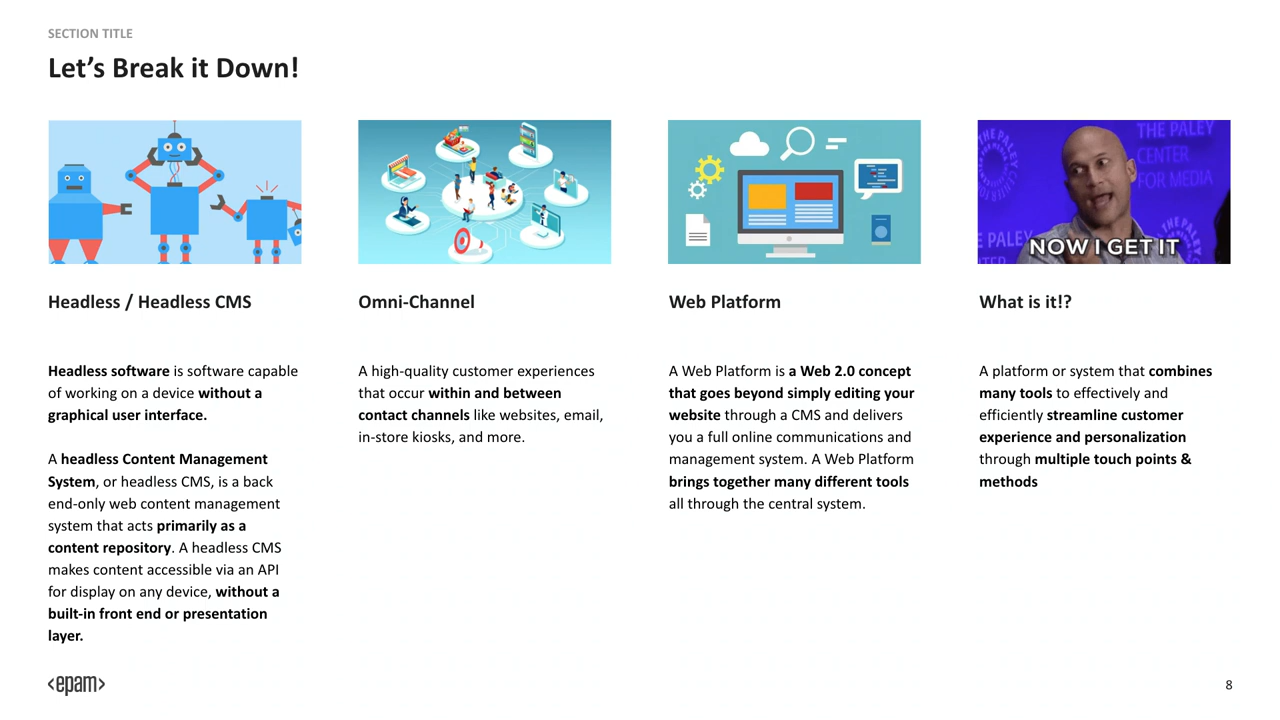 SECTION TITLE
Let's Break it Down!
THE PALEY
CENTER
FOR MEDIA
THE PALEY
PALEY
NOW I GET IT
Headless / Headless CMS
Headless software is software capable
of working on a device without a
graphical user interface.
A headless Content Management
System, or headless CMS, is a back
end-only web content management
system that acts primarily as a
content repository. A headless CMS
makes content accessible via an API
for display on any device, without a
built-in front end or presentation
layer.
Omni-Channel
A high-quality customer experiences
that occur within and between
contact channels like websites, email,
in-store kiosks, and more.
Web Platform
A Web Platform is a Web 2.0 concept
that goes beyond simply editing your
website through a CMS and delivers
you a full online communications and
management system. A Web Platform
brings together many different tools
all through the central system.
What is it!?
A platform or system that combines
many tools to effectively and
efficiently streamline customer
experience and personalization
through multiple touch points &
methods
<epam>
8